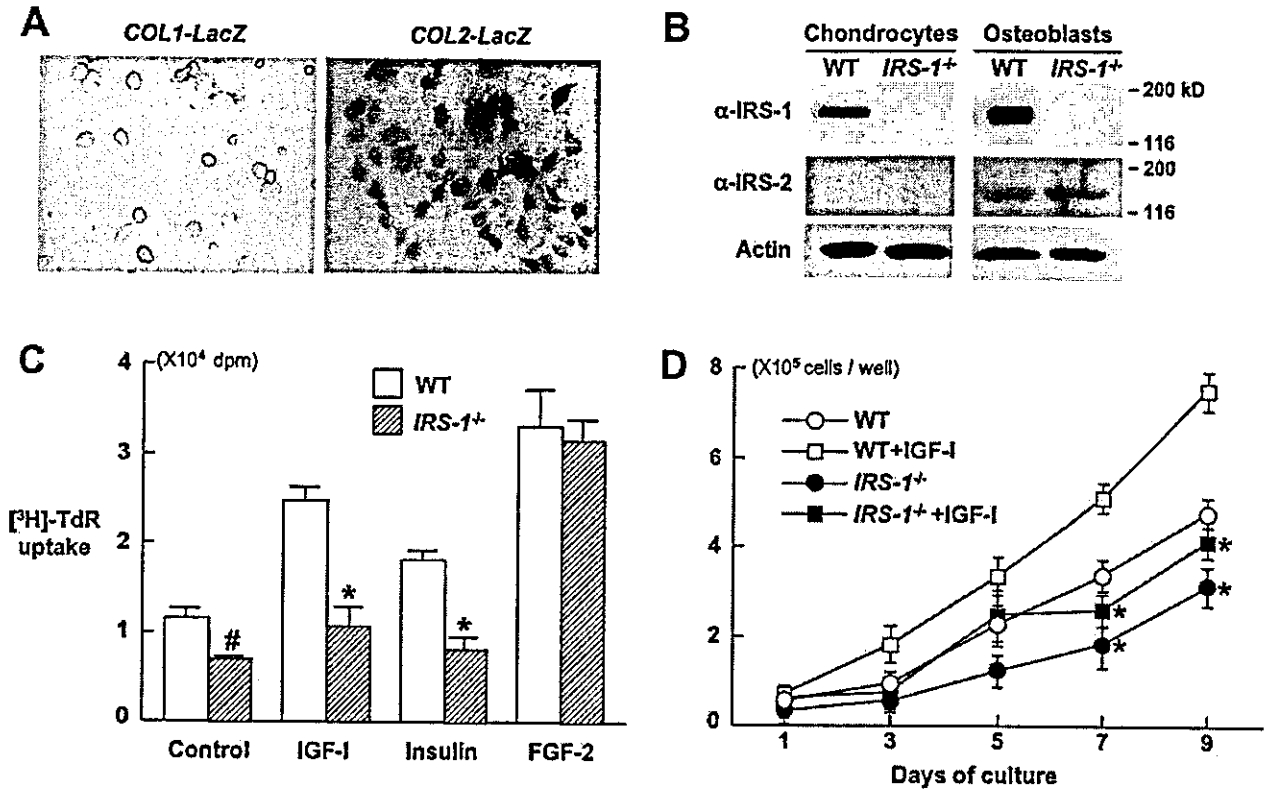 A
COL1-LacZ
COL2-LacZ
B
Chondrocytes
Osteoblasts
WT
IRS-1⁻/⁻
WT
IRS-1⁻/⁻
α-IRS-1
200 kD
116
α-IRS-2
200
116
Actin
C
(X10⁴ dpm)
4
3
2
1
0
[³H]-TdR
uptake
WT
IRS-1⁻/⁻
#
*
*
Control
IGF-I
Insulin
FGF-2
D
(X10⁵ cells / well)
8
6
4
2
0
WT
WT+IGF-I
IRS-1⁻/⁻
IRS-1⁻/⁻+IGF-I
*
*
*
*
1
3
5
7
9
Days of culture